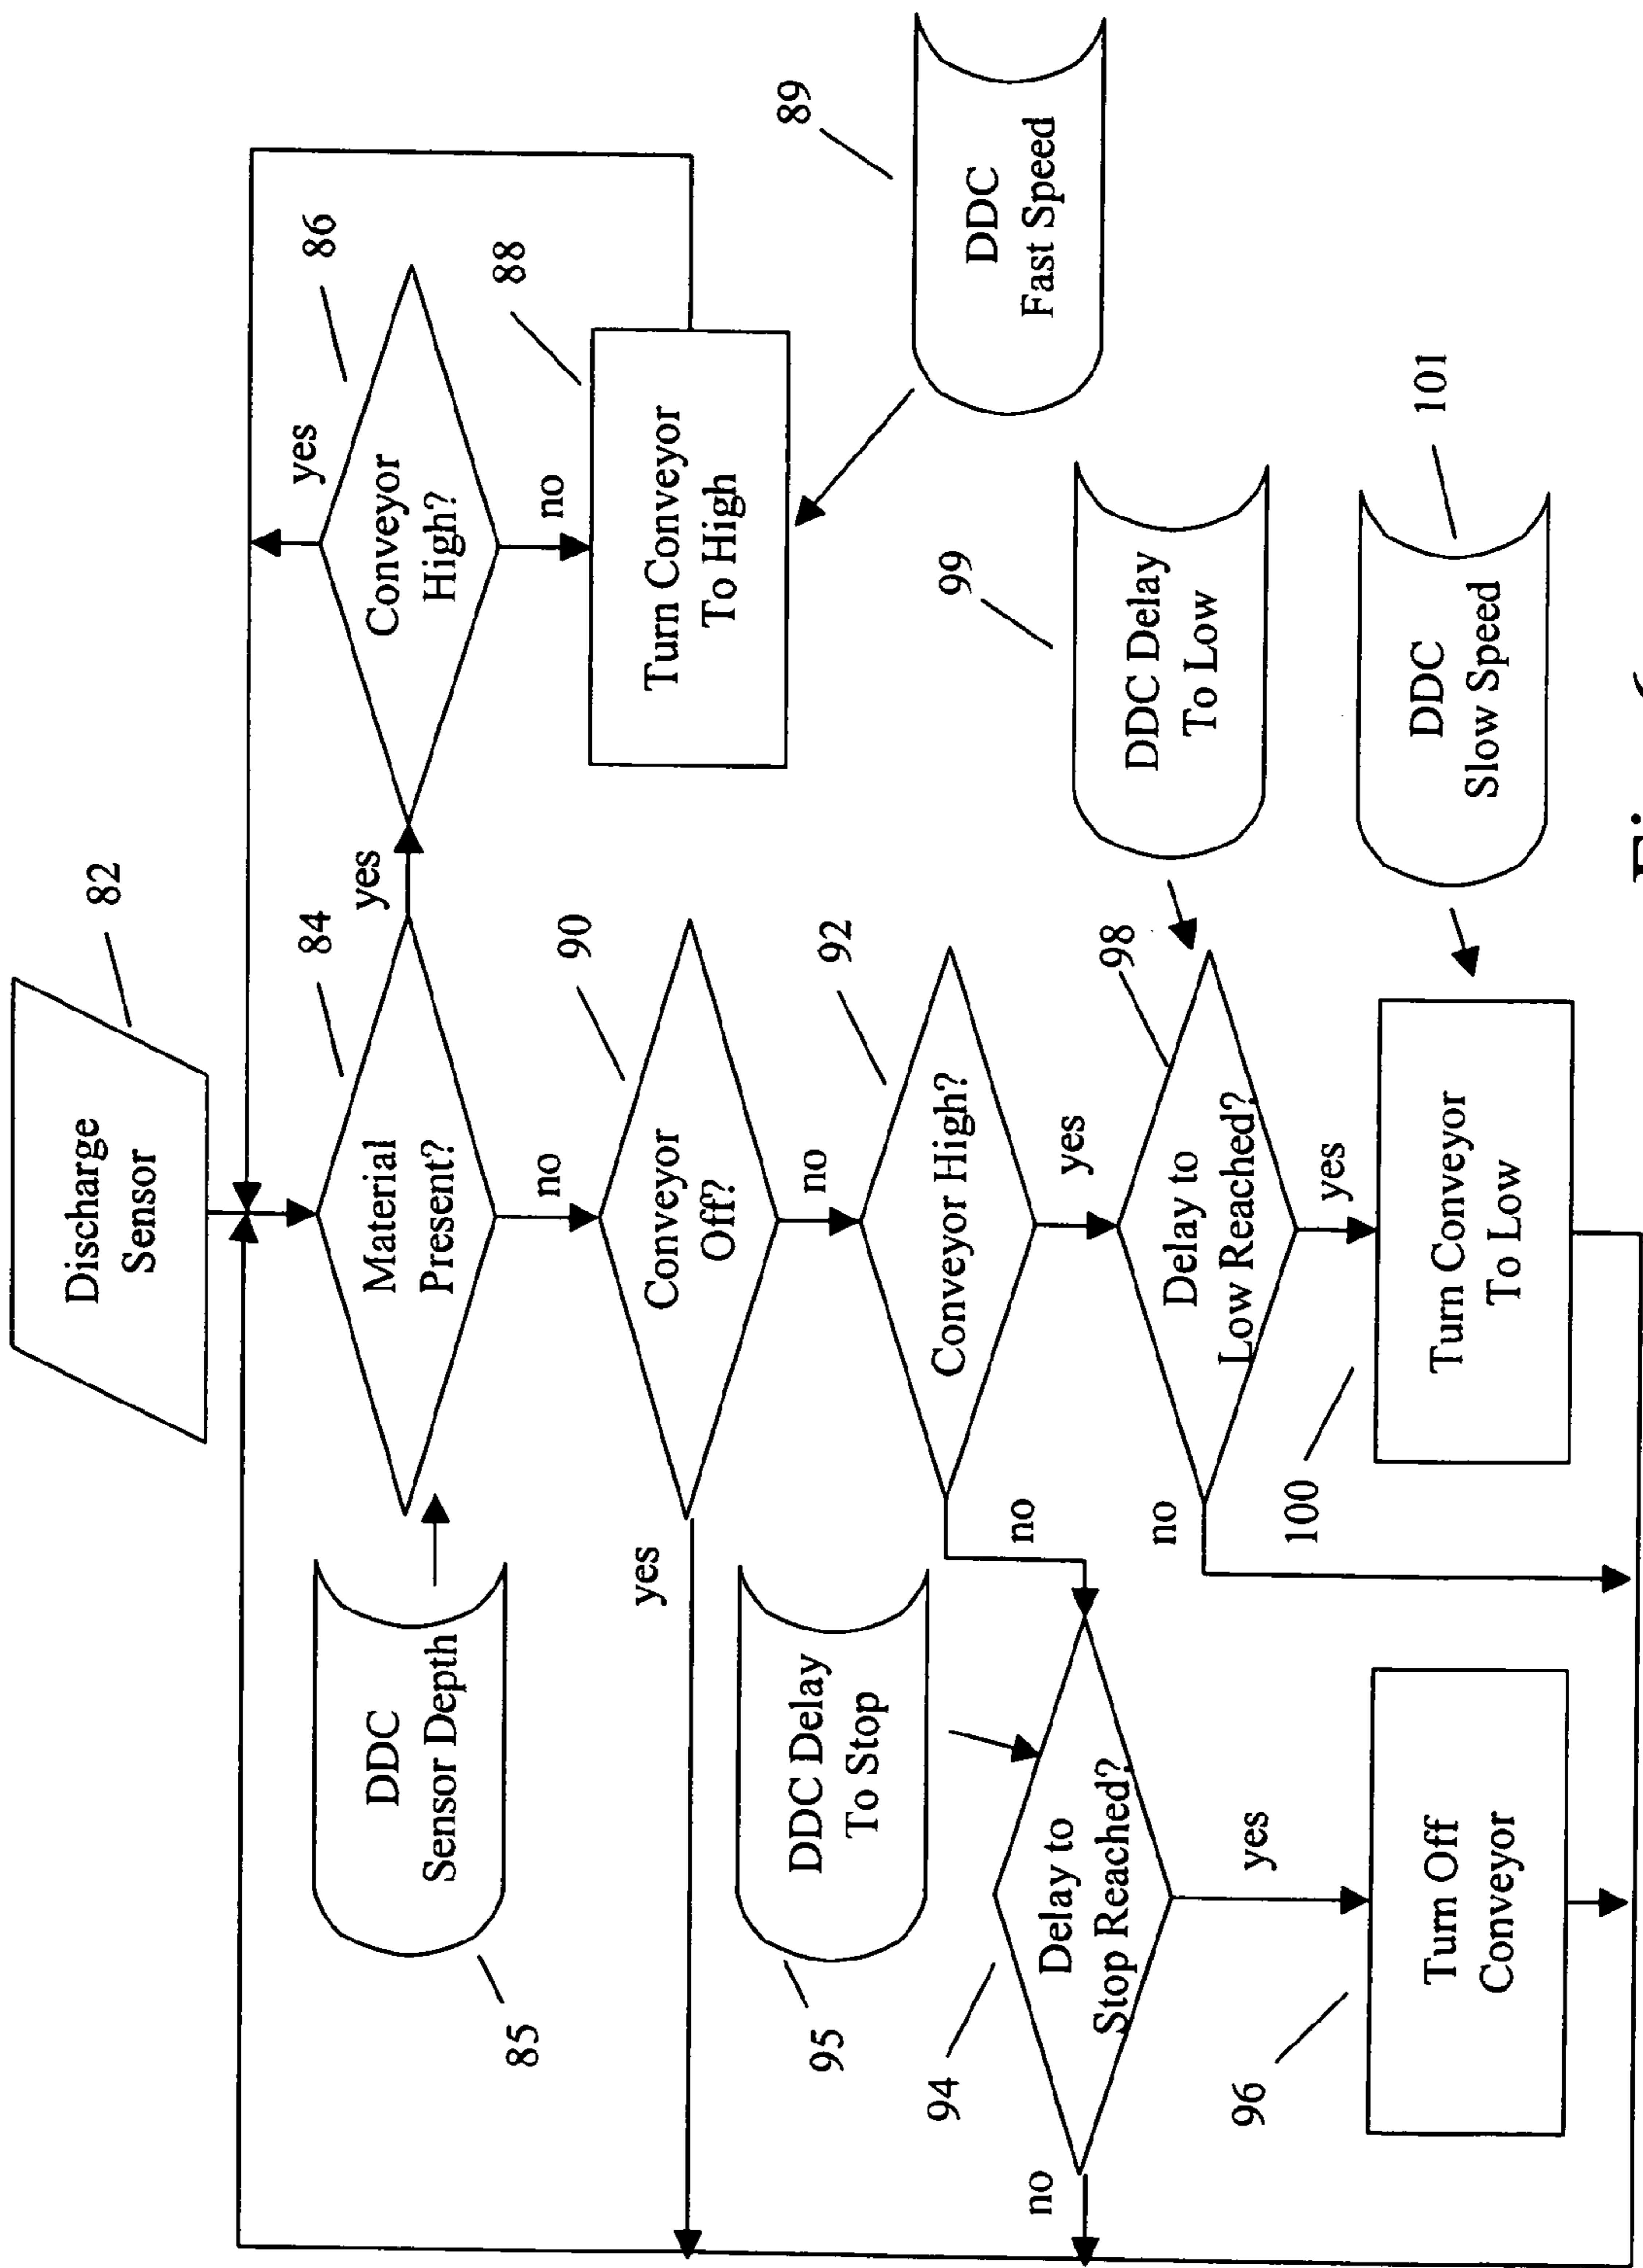 Discharge
Sensor
82
DDC
Sensor Depth
85
Material
Present?
84
yes
no
Conveyor
High?
86
yes
no
Turn Conveyor
To High
88
DDC
Fast Speed
89
Conveyor
Off?
90
yes
no
Conveyor High?
92
no
yes
DDC Delay
To Stop
95
Delay to
Stop Reached?
94
no
yes
Turn Off
Conveyor
96
Delay to
Low Reached?
98
no
yes
DDC Delay
To Low
99
Turn Conveyor
To Low
100
DDC
Slow Speed
101